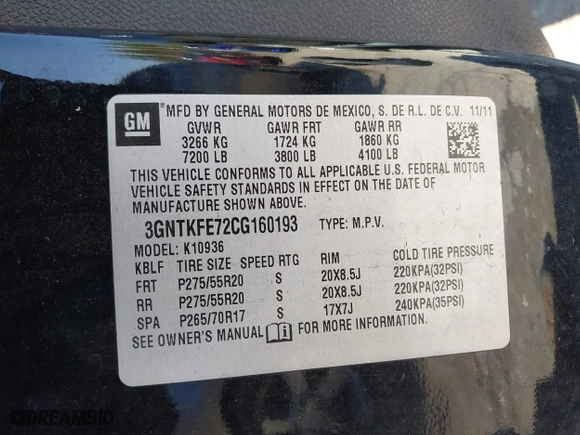 GM
MFD BY GENERAL MOTORS DE MEXICO, S. DE R.L. DE C.V. 11/11
GVWR GAWR FRT GAWR RR
3266 KG 1724 KG 1860 KG
7200 LB 3800 LB 4100 LB
THIS VEHICLE CONFORMS TO ALL APPLICABLE U.S. FEDERAL MOTOR
VEHICLE SAFETY STANDARDS IN EFFECT ON THE DATE OF
MANUFACTURE SHOWN ABOVE.
3GNTKFE72CG160193 TYPE: M.P.V.
MODEL: K10936
KBLF TIRE SIZE SPEED RTG RIM COLD TIRE PRESSURE
FRT P275/55R20 S 20X8.5J 220KPA(32PSI)
RR P275/55R20 S 20X8.5J 220KPA(32PSI)
SPA P265/70R17 S 17X7J 240KPA(35PSI)
SEE OWNER'S MANUAL FOR MORE INFORMATION.
DREAMBID